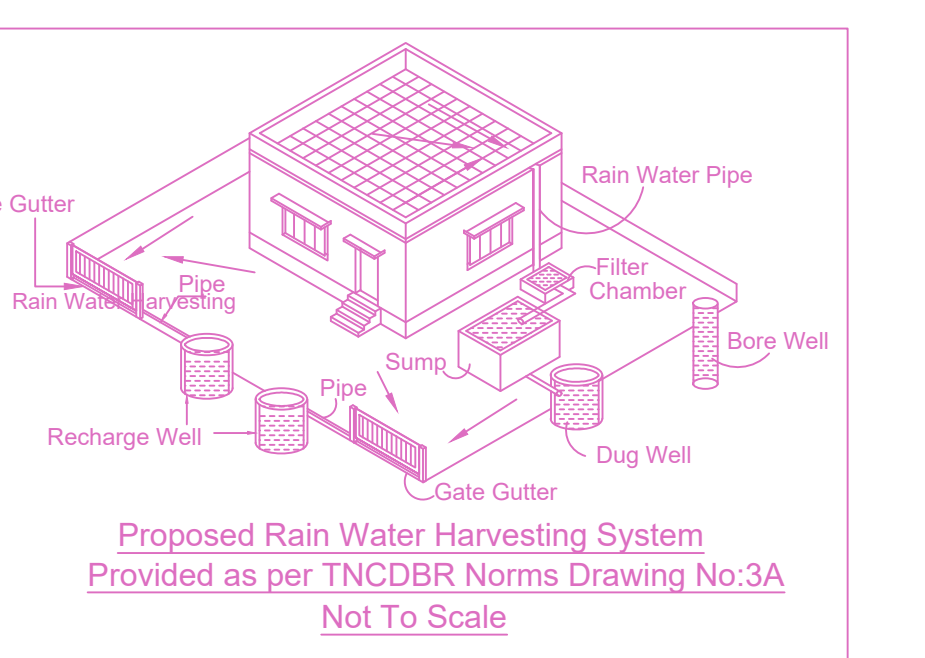 Rain Water Pipe
Gutter
Filter
Chamber
Pipe
Rain Water Harvesting
Bore Well
Sump
Pipe
Recharge Well
Dug Well
Gate Gutter
Proposed Rain Water Harvesting System
Provided as per TNCDBR Norms Drawing No:3A
Not To Scale